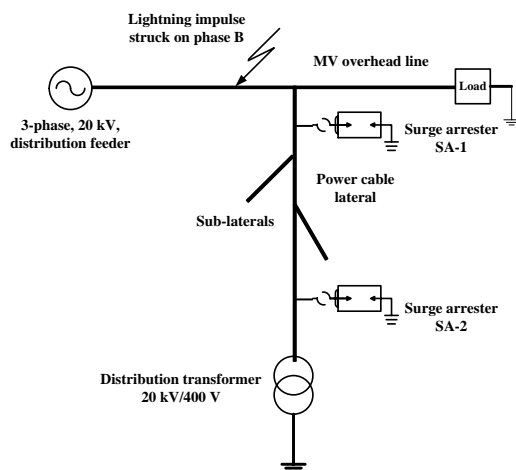 Lightning impulse
struck on phase B
MV overhead line
Load
3-phase, 20 kV,
distribution feeder
Surge arrester
SA-1
Power cable
lateral
Sub-laterals
Surge arrester
SA-2
Distribution transformer
20 kV/400 V